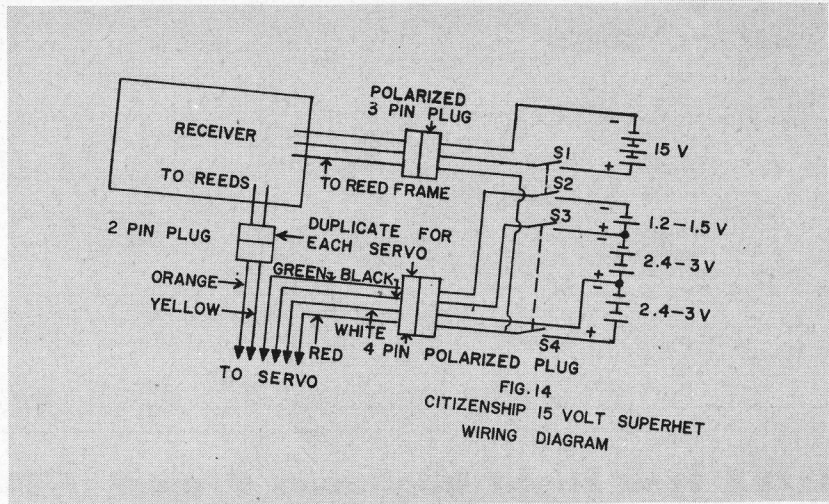 POLARIZED
3 PIN PLUG
RECEIVER
TO REEDS
TO REED FRAME
S1
S2
S3
S4
-
+
15 V
-
1.2-1.5V
+
-
2.4-3 V
+
-
2.4-3V
+
2 PIN PLUG
DUPLICATE FOR
EACH SERVO
ORANGE
YELLOW
GREEN
BLACK
WHITE
RED
4 PIN POLARIZED PLUG
TO SERVO
FIG. 14
CITIZENSHIP 15 VOLT SUPERHET
WIRING DIAGRAM